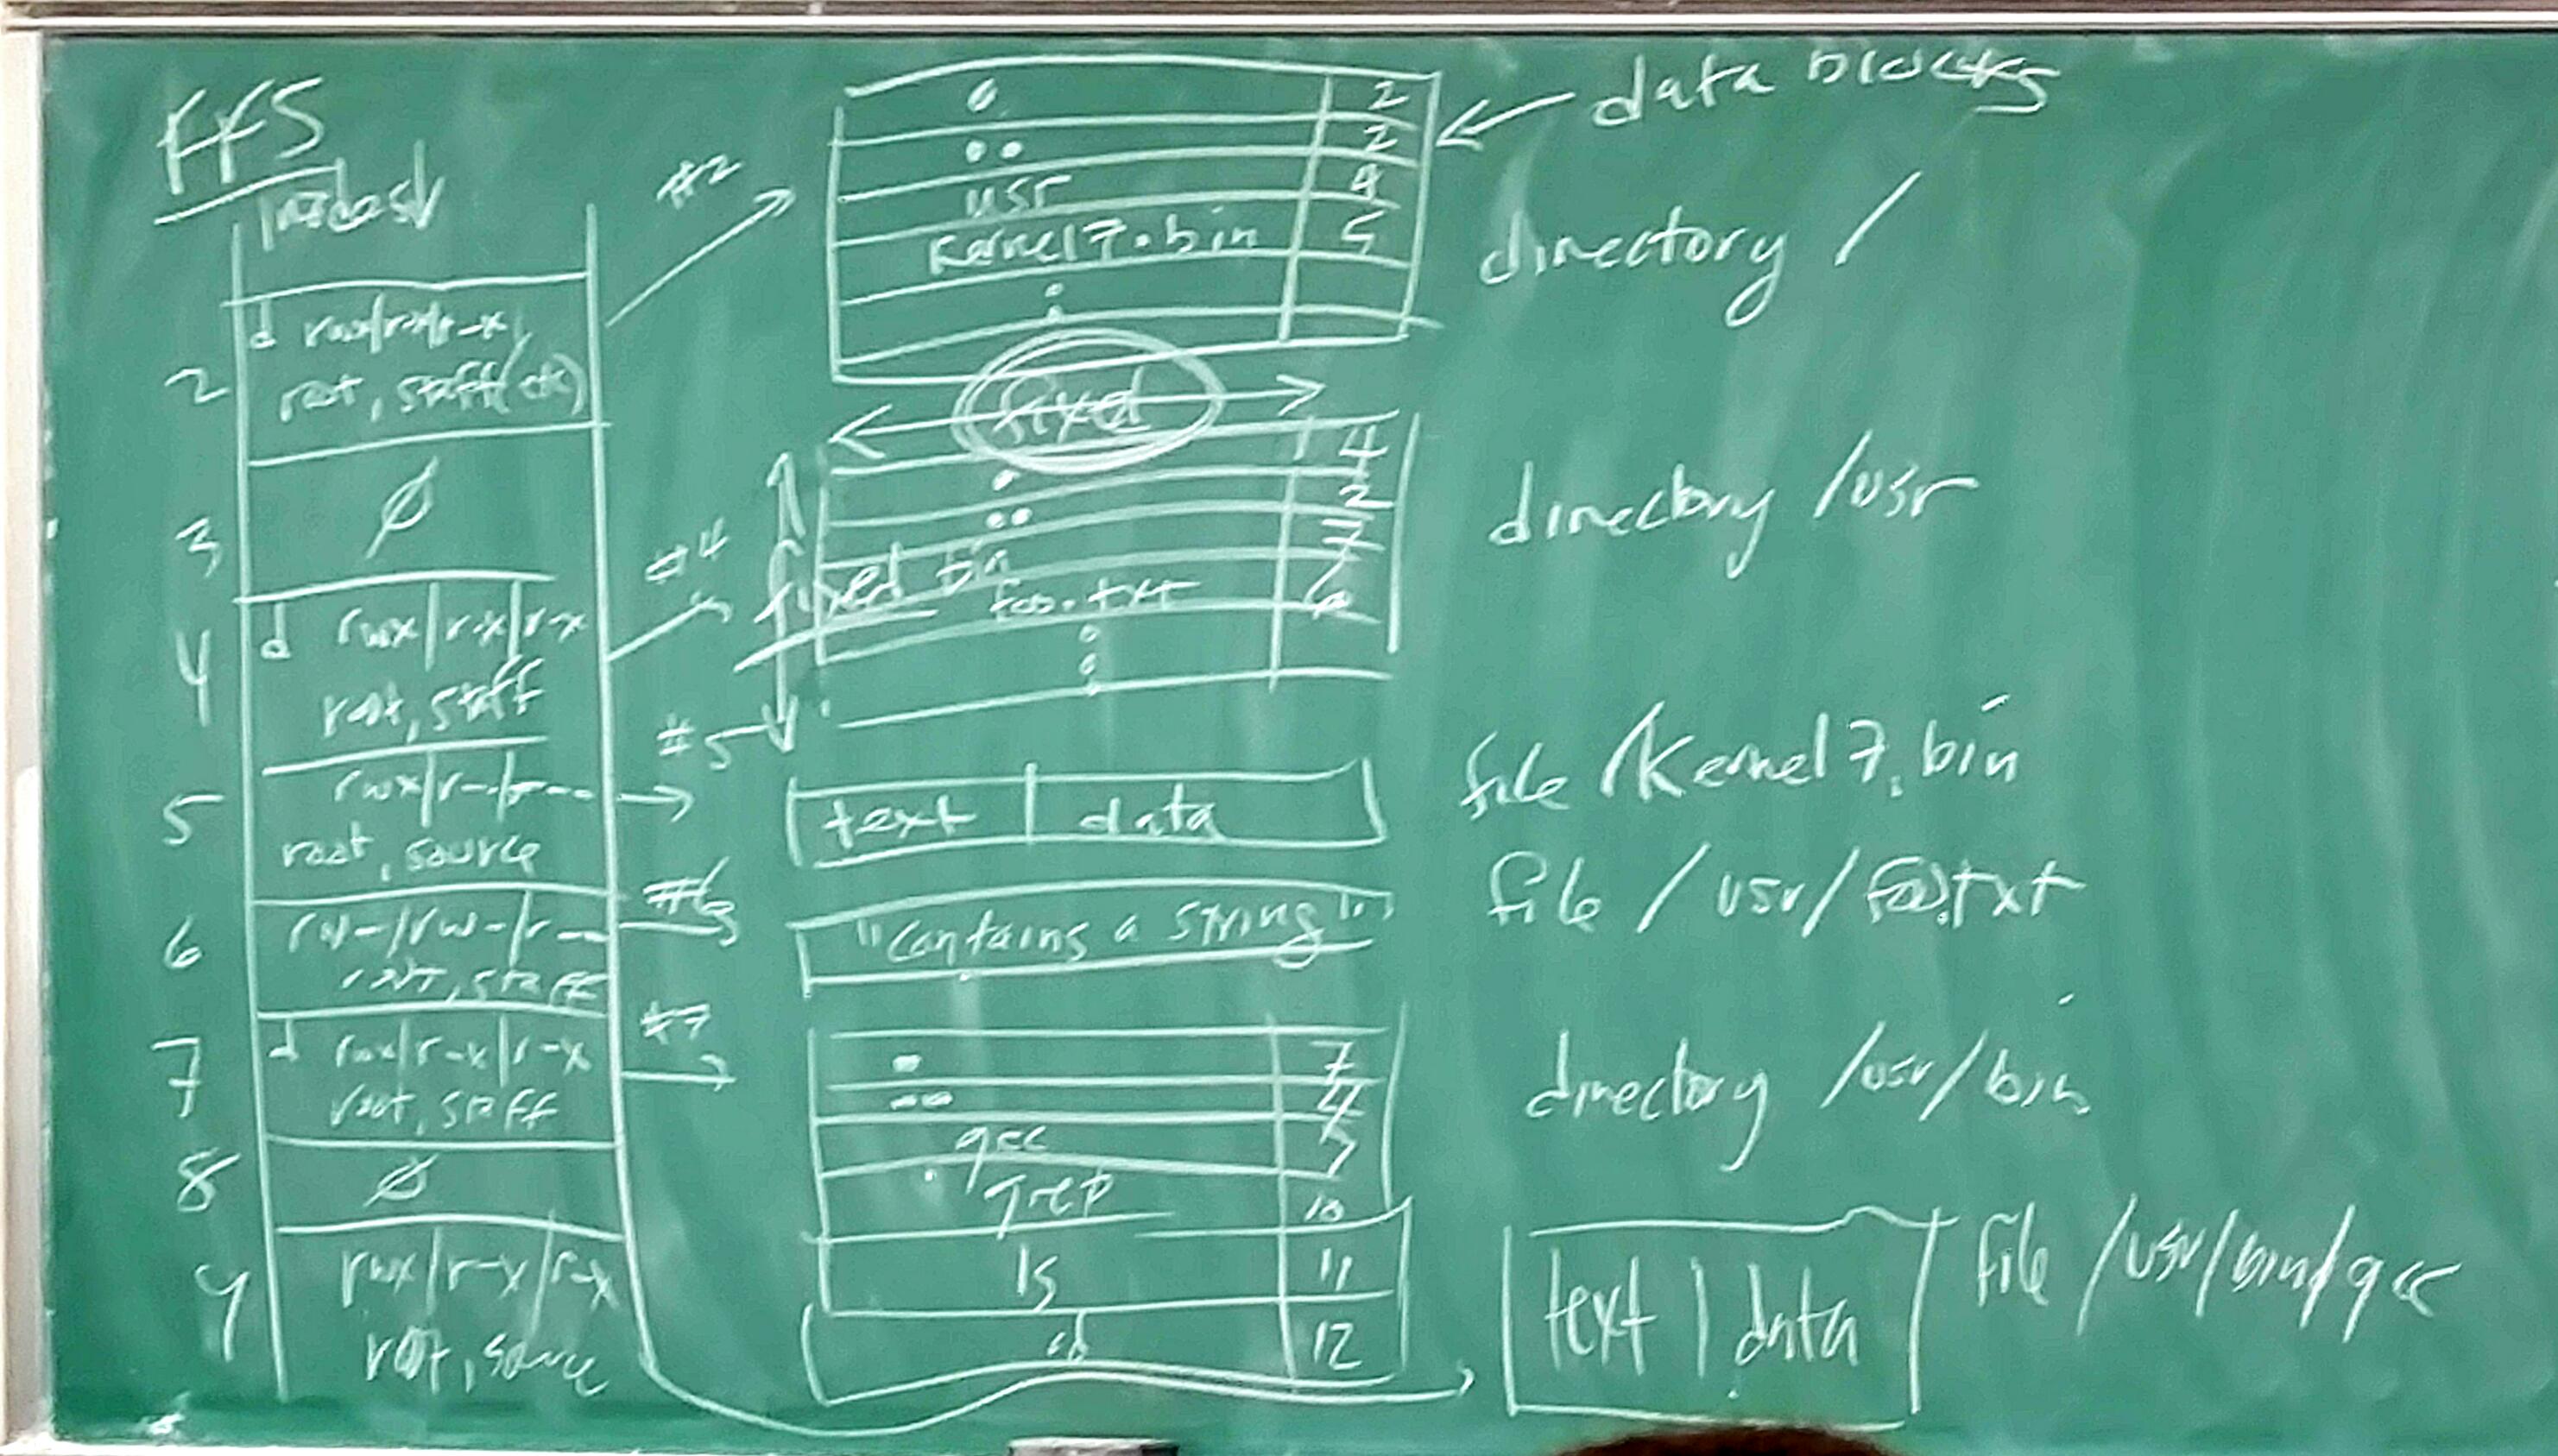 FFS
Inodes
2 d rwx/r-x/r-x
root, staff(ok)
3 ∅
4 d rwx|r-x|r-x
root, staff
5 rwx/r--/---
root, source
6 rw-/rw-/r--
root, staff
7 d rwx|r-x|r-x
root, staff
8 ∅
9 rwx/r-x/r-x
root, source
#2
#4
#5
#6
#7
. 2
.. 2
usr 4
kernel7.bin 5
fixed
. 4
.. 2
bin 7
foo.txt 6
fixed
text | data
"contains a string"
. 7
.. 4
gcc 9
grep 10
ls 11
12
← data blocks
directory /
directory /usr
file /kernel7.bin
file /usr/foo.txt
directory /usr/bin
text | data
file /usr/bin/gcc